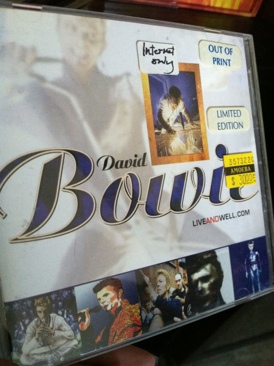 Internet
only
OUT OF
PRINT
LIMITED
EDITION
David
Bowie
AMOEBA
LIVEANDWELL.COM